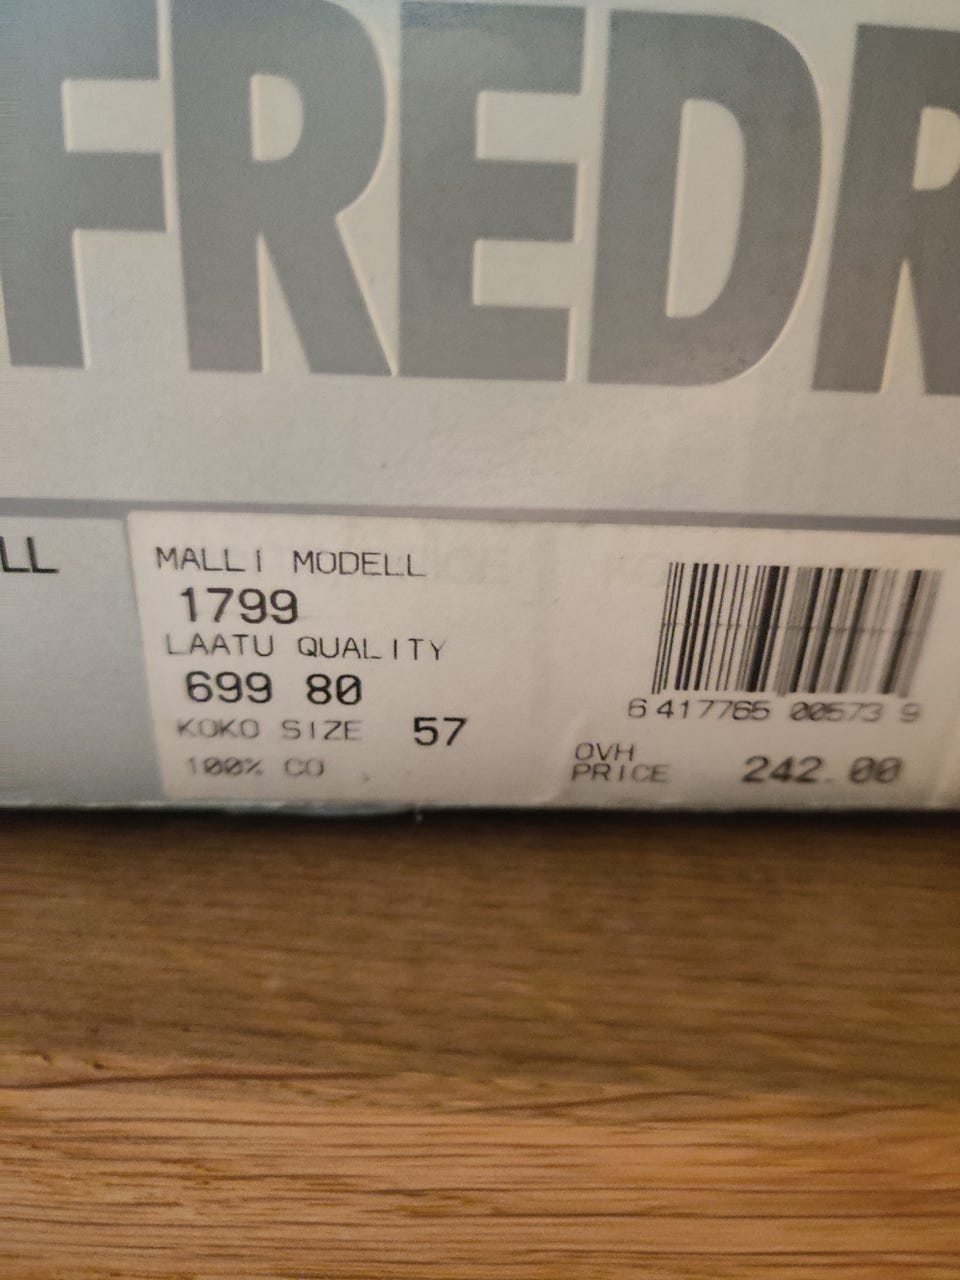 FREDR
LL
MALLI MODELL
1799
LAATU QUALITY
699 80
KOKO SIZE 57
100% CO
6 417765 00573 9
OVH
PRICE 242.00